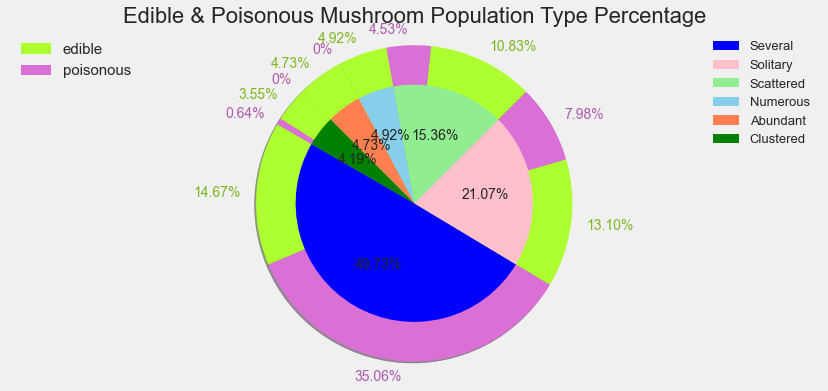 Edible & Poisonous Mushroom Population Type Percentage
edible
poisonous
Several
Solitary
Scattered
Numerous
Abundant
Clustered
4.53%
4.92%
0%
10.83%
4.73%
0%
3.55%
0.64%
7.98%
4.92%
15.36%
4.73%
4.19%
14.67%
21.07%
13.10%
49.73%
35.06%